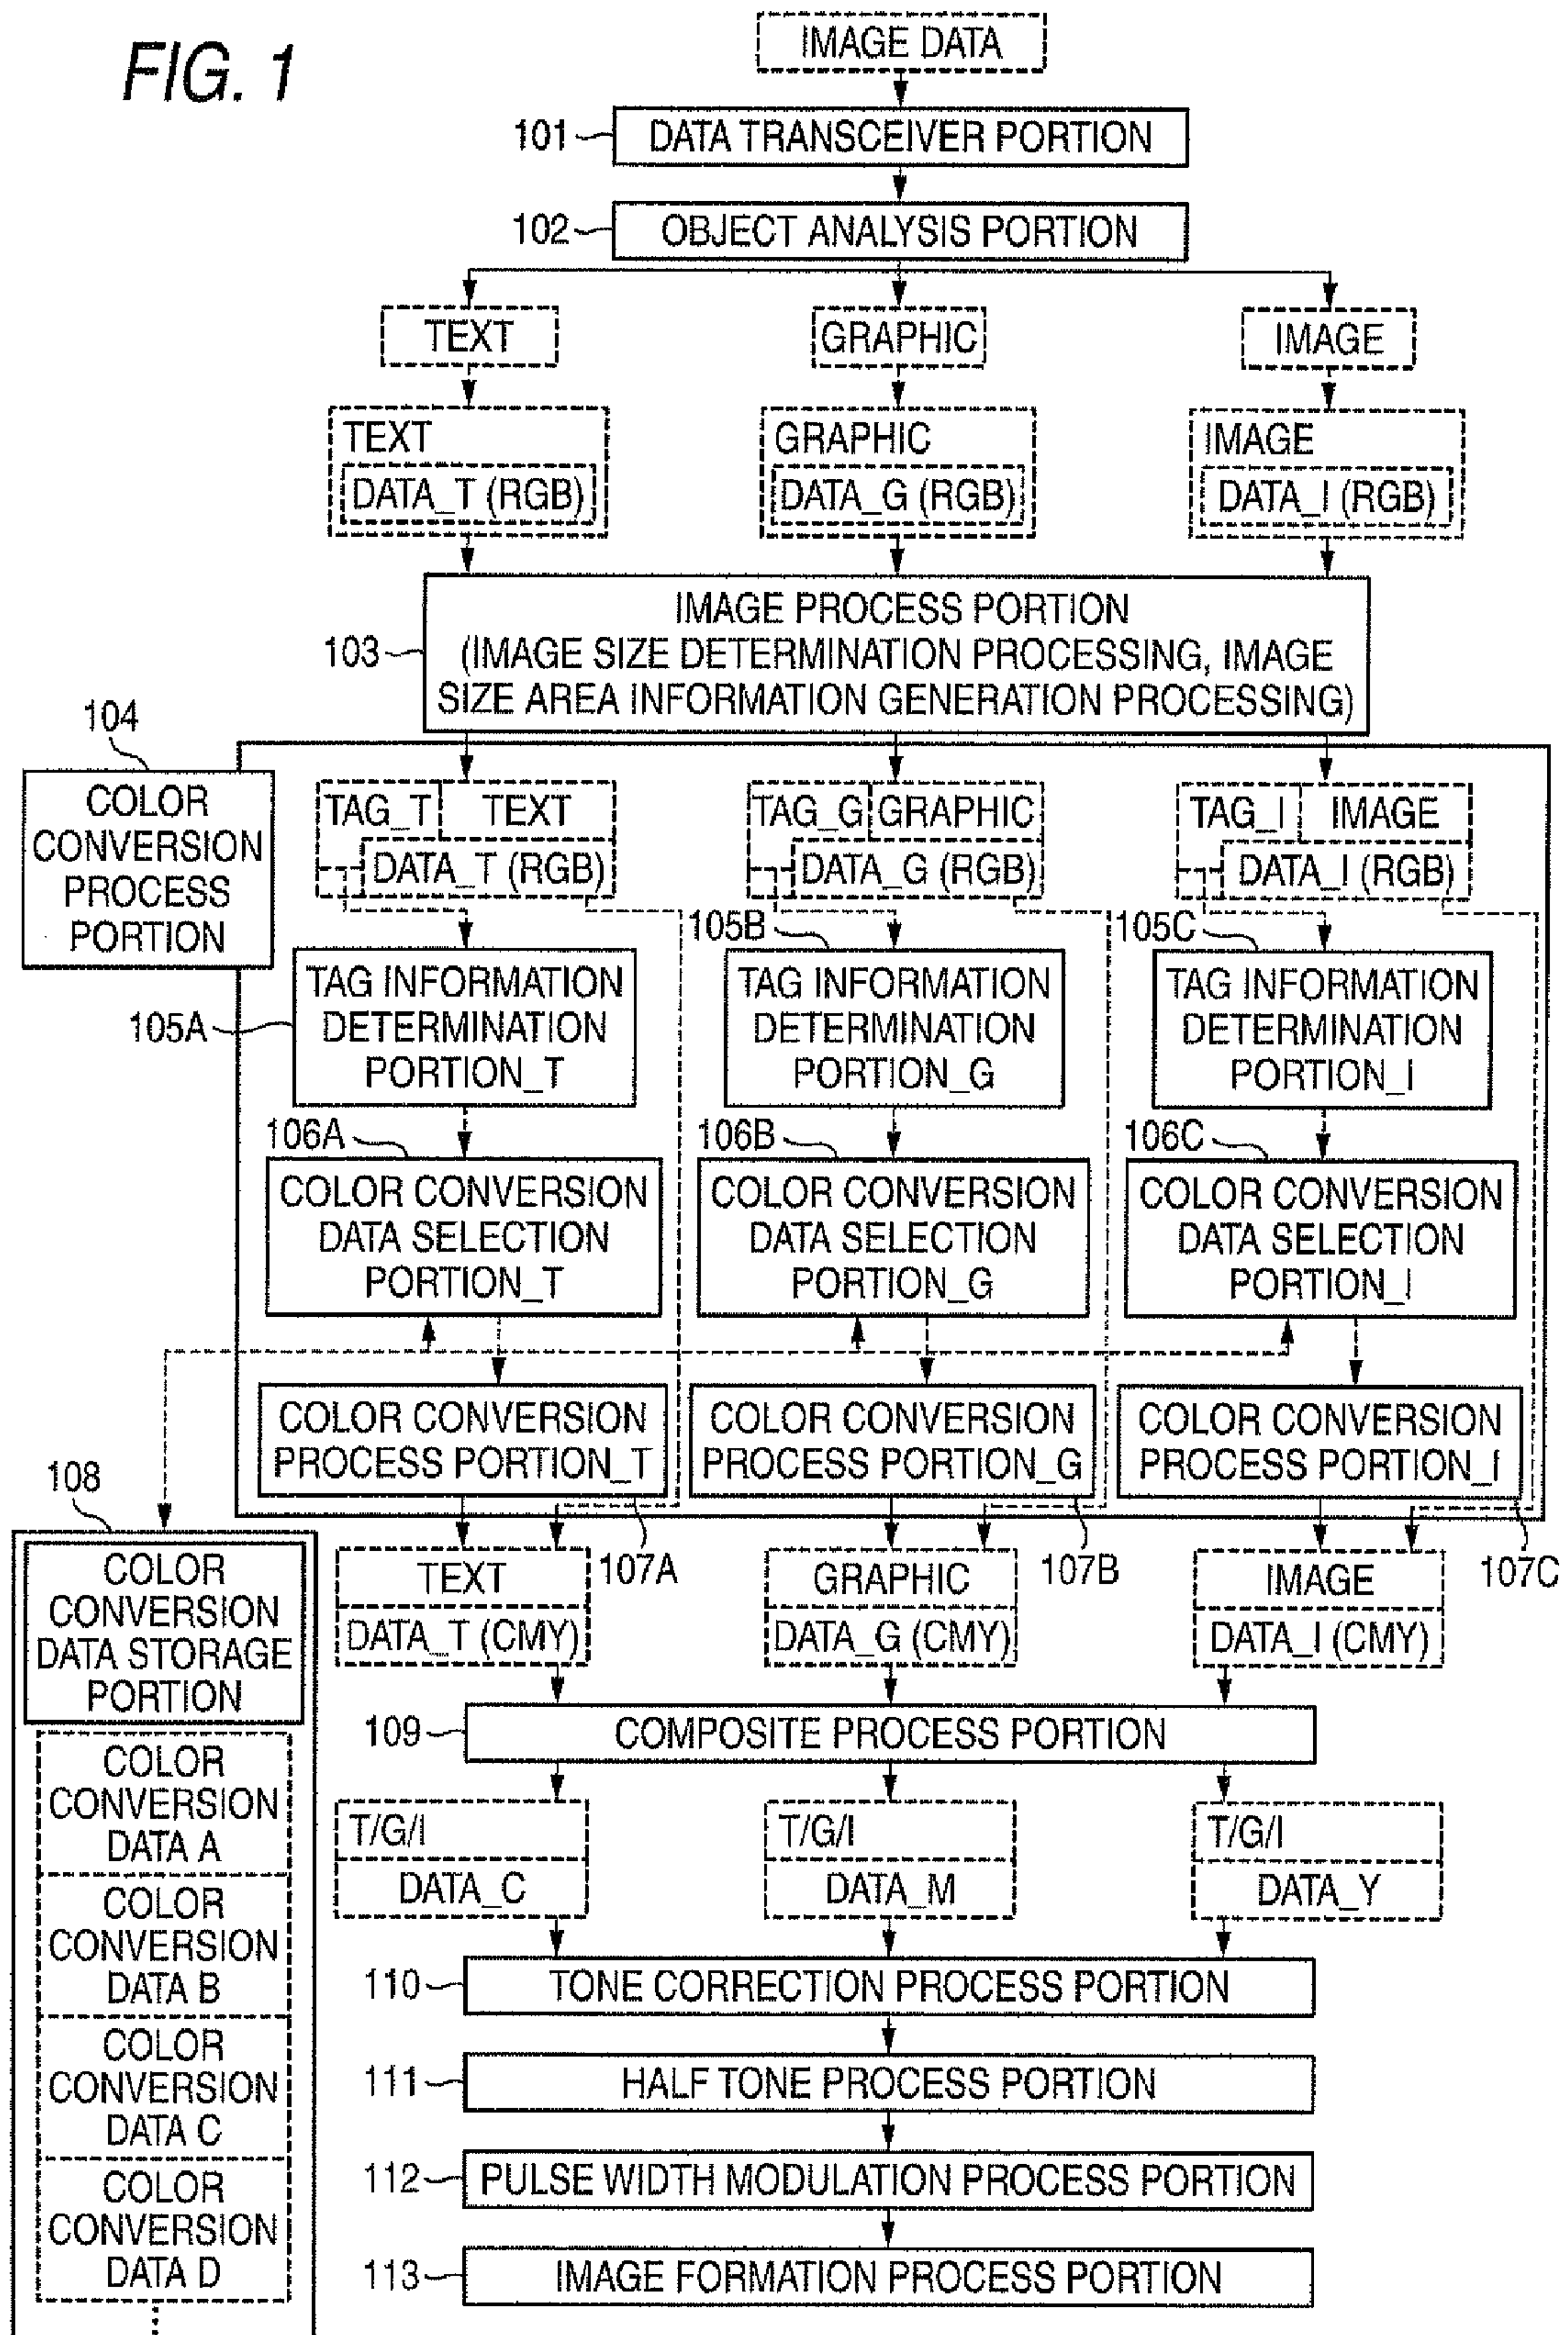 FIG. 1
IMAGE DATA
101
DATA TRANSCEIVER PORTION
102
OBJECT ANALYSIS PORTION
TEXT
GRAPHIC
IMAGE
TEXT
DATA_T (RGB)
GRAPHIC
DATA_G (RGB)
IMAGE
DATA_I (RGB)
103
IMAGE PROCESS PORTION
(IMAGE SIZE DETERMINATION PROCESSING, IMAGE
SIZE AREA INFORMATION GENERATION PROCESSING)
104
COLOR
CONVERSION
PROCESS
PORTION
TAG_T
TEXT
DATA_T (RGB)
TAG_G
GRAPHIC
DATA_G (RGB)
TAG_I
IMAGE
DATA_I (RGB)
105A
TAG INFORMATION
DETERMINATION
PORTION_T
105B
TAG INFORMATION
DETERMINATION
PORTION_G
105C
TAG INFORMATION
DETERMINATION
PORTION_I
106A
COLOR CONVERSION
DATA SELECTION
PORTION_T
106B
COLOR CONVERSION
DATA SELECTION
PORTION_G
106C
COLOR CONVERSION
DATA SELECTION
PORTION_I
COLOR CONVERSION
PROCESS PORTION_T
107A
COLOR CONVERSION
PROCESS PORTION_G
107B
COLOR CONVERSION
PROCESS PORTION_I
107C
108
COLOR
CONVERSION
DATA STORAGE
PORTION
COLOR
CONVERSION
DATA A
COLOR
CONVERSION
DATA B
COLOR
CONVERSION
DATA C
COLOR
CONVERSION
DATA D
TEXT
DATA_T (CMY)
GRAPHIC
DATA_G (CMY)
IMAGE
DATA_I (CMY)
109
COMPOSITE PROCESS PORTION
T/G/I
DATA_C
T/G/I
DATA_M
T/G/I
DATA_Y
110
TONE CORRECTION PROCESS PORTION
111
HALF TONE PROCESS PORTION
112
PULSE WIDTH MODULATION PROCESS PORTION
113
IMAGE FORMATION PROCESS PORTION